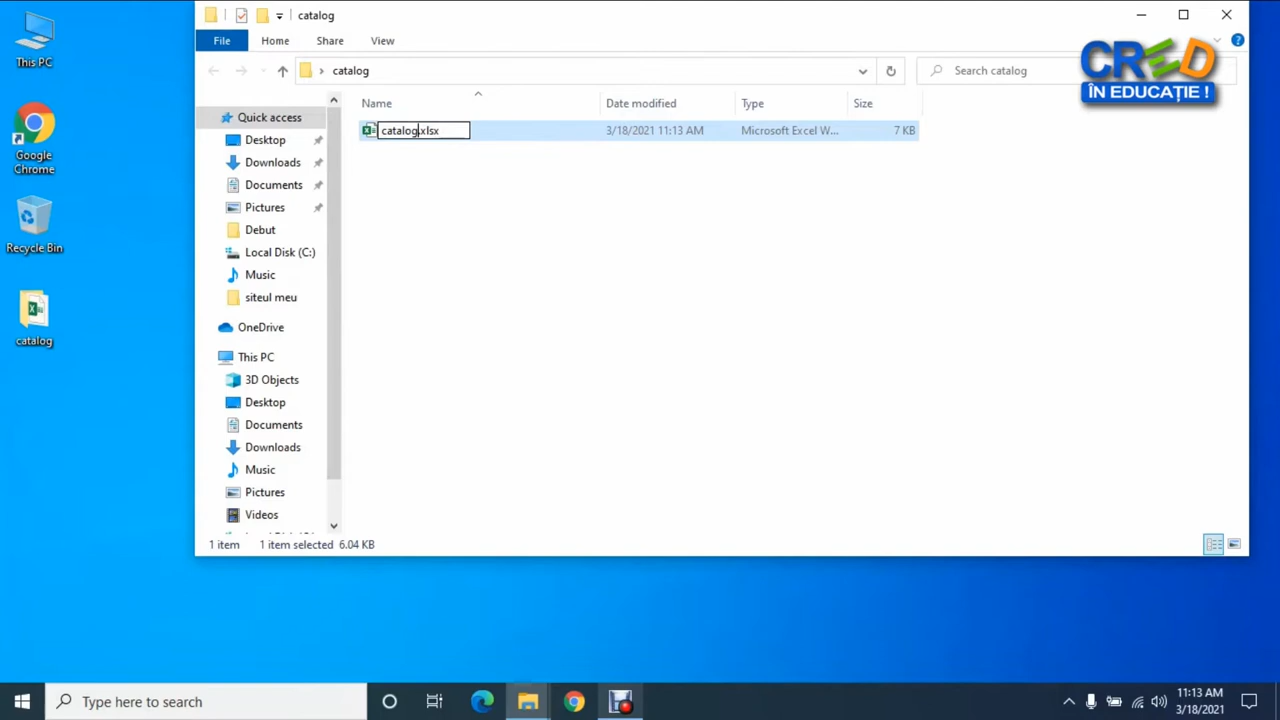 catalog
File
Home
Share
View
catalog
Search catalog
CRED
ÎN EDUCAȚIE !
This PC
Google
Chrome
Recycle Bin
catalog
Quick access
Desktop
Downloads
Documents
Pictures
Debut
Local Disk (C:)
Music
siteul meu
OneDrive
This PC
3D Objects
Desktop
Documents
Downloads
Music
Pictures
Videos
Name
Date modified
Type
Size
catalog.xlsx
3/18/2021 11:13 AM
Microsoft Excel W...
7 KB
1 item
1 item selected
6.04 KB
Type here to search
11:13 AM
3/18/2021